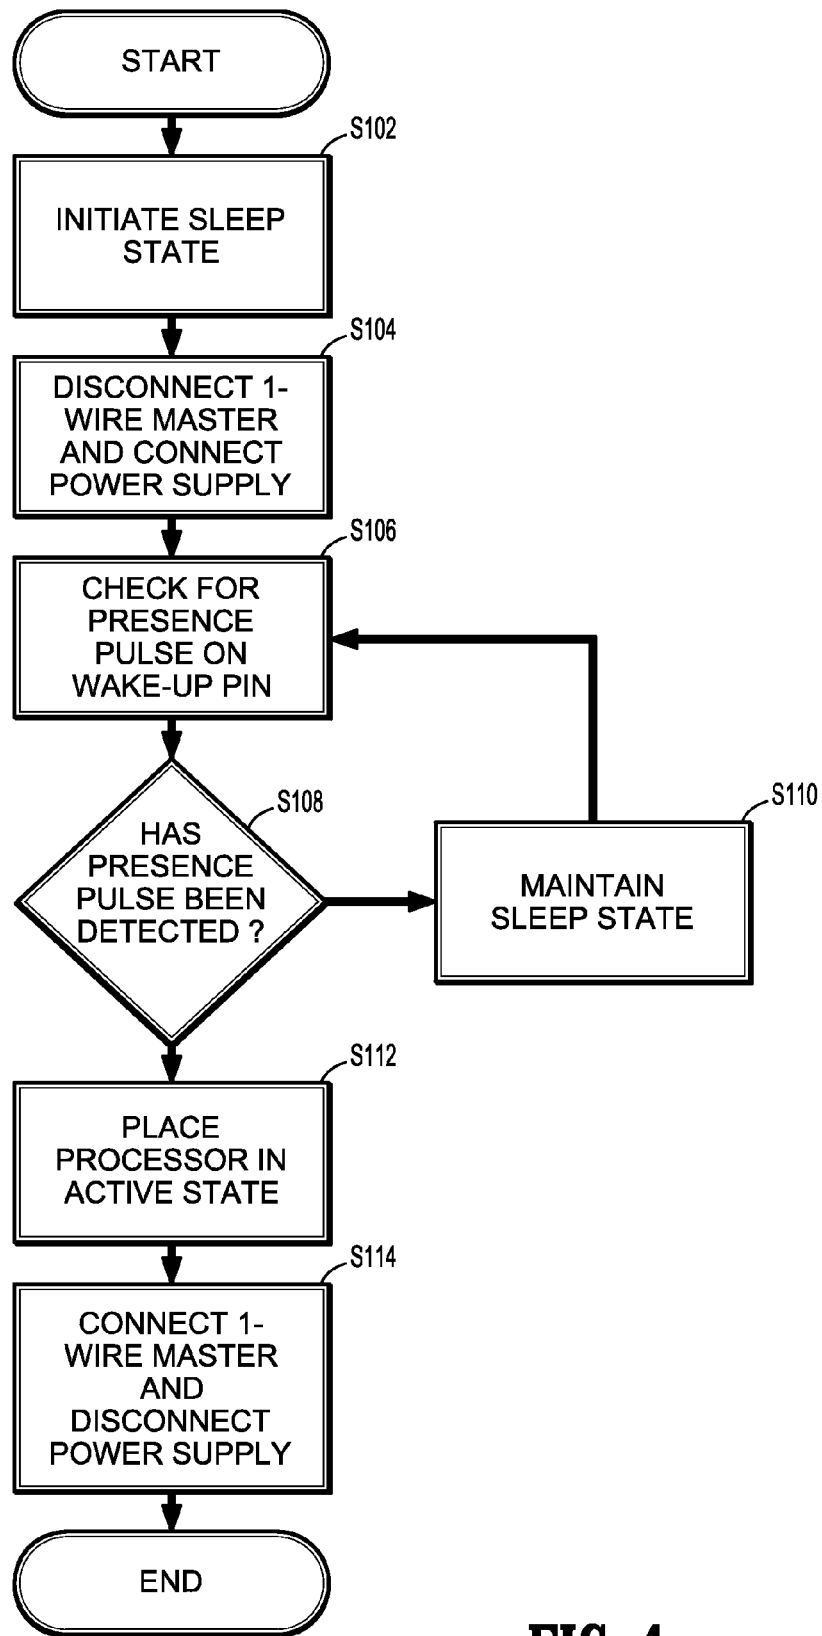 START
S102
INITIATE SLEEP
STATE
S104
DISCONNECT 1-
WIRE MASTER
AND CONNECT
POWER SUPPLY
S106
CHECK FOR
PRESENCE
PULSE ON
WAKE-UP PIN
S108
HAS
PRESENCE
PULSE BEEN
DETECTED ?
S110
MAINTAIN
SLEEP STATE
S112
PLACE
PROCESSOR IN
ACTIVE STATE
S114
CONNECT 1-
WIRE MASTER
AND
DISCONNECT
POWER SUPPLY
END
FIG. 4